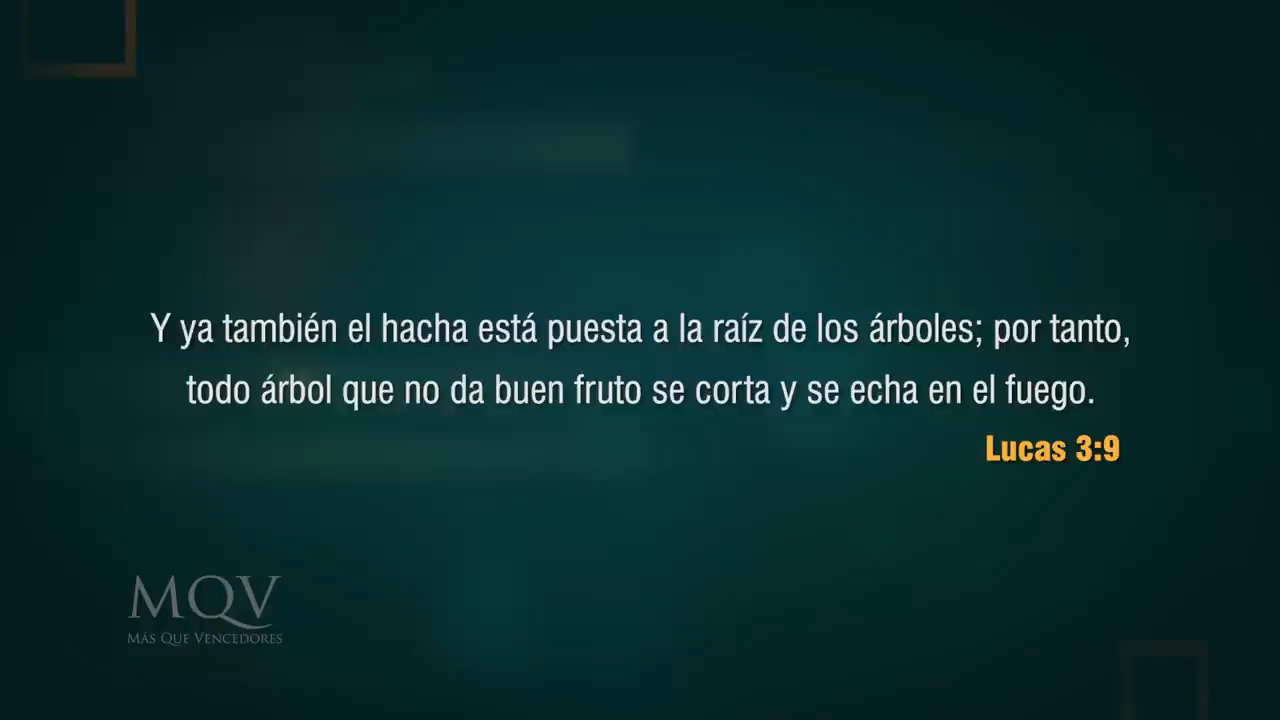 Y ya también el hacha está puesta a la raíz de los árboles; por tanto,
todo árbol que no da buen fruto se corta y se echa en el fuego.
Lucas 3:9
MQV
Más Que Vencedores